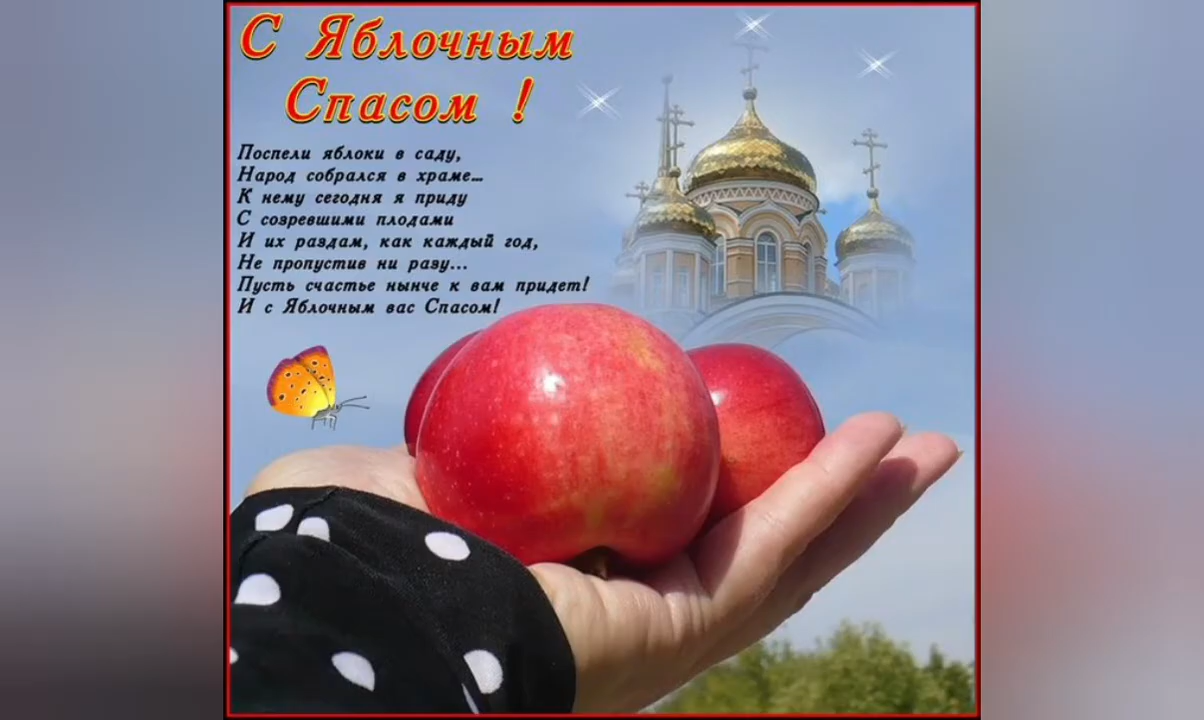 С Яблочным
Спасом !
Поспели яблоки в саду,
Народ собрался в храме...
К нему сегодня я приду
С созревшими плодами
И их раздам, как каждый год,
Не пропустив ни разу...
Пусть счастье нынче к вам придет!
И с Яблочным вас Спасом!